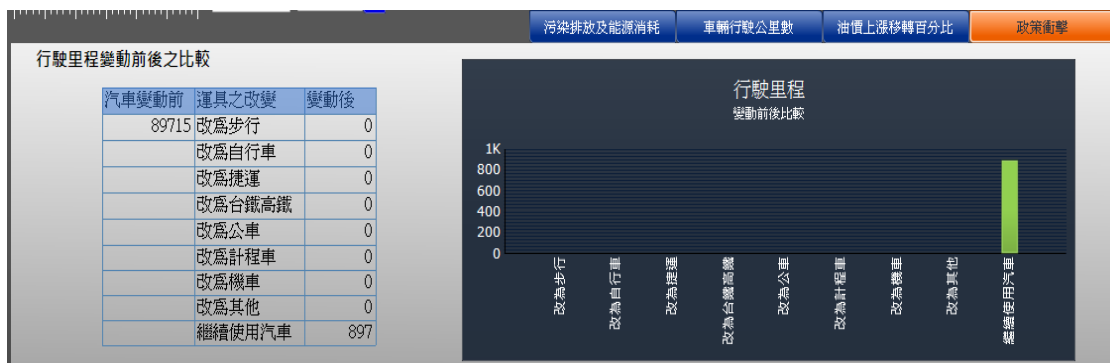 污染排放及能源消耗 車輛行駛公里數 油價上漲移轉百分比 政策衝擊
行駛里程變動前後之比較
汽車變動前 運具之改變 變動後
89715 改為步行 0
改為自行車 0
改為捷運 0
改為台鐵高鐵 0
改為公車 0
改為計程車 0
改為機車 0
改為其他 0
繼續使用汽車 897
行駛里程
變動前後比較
1K
800
600
400
200
0
改為步行
改為自行車
改為捷運
改為台鐵高鐵
改為公車
改為計程車
改為機車
改為其他
繼續使用汽車